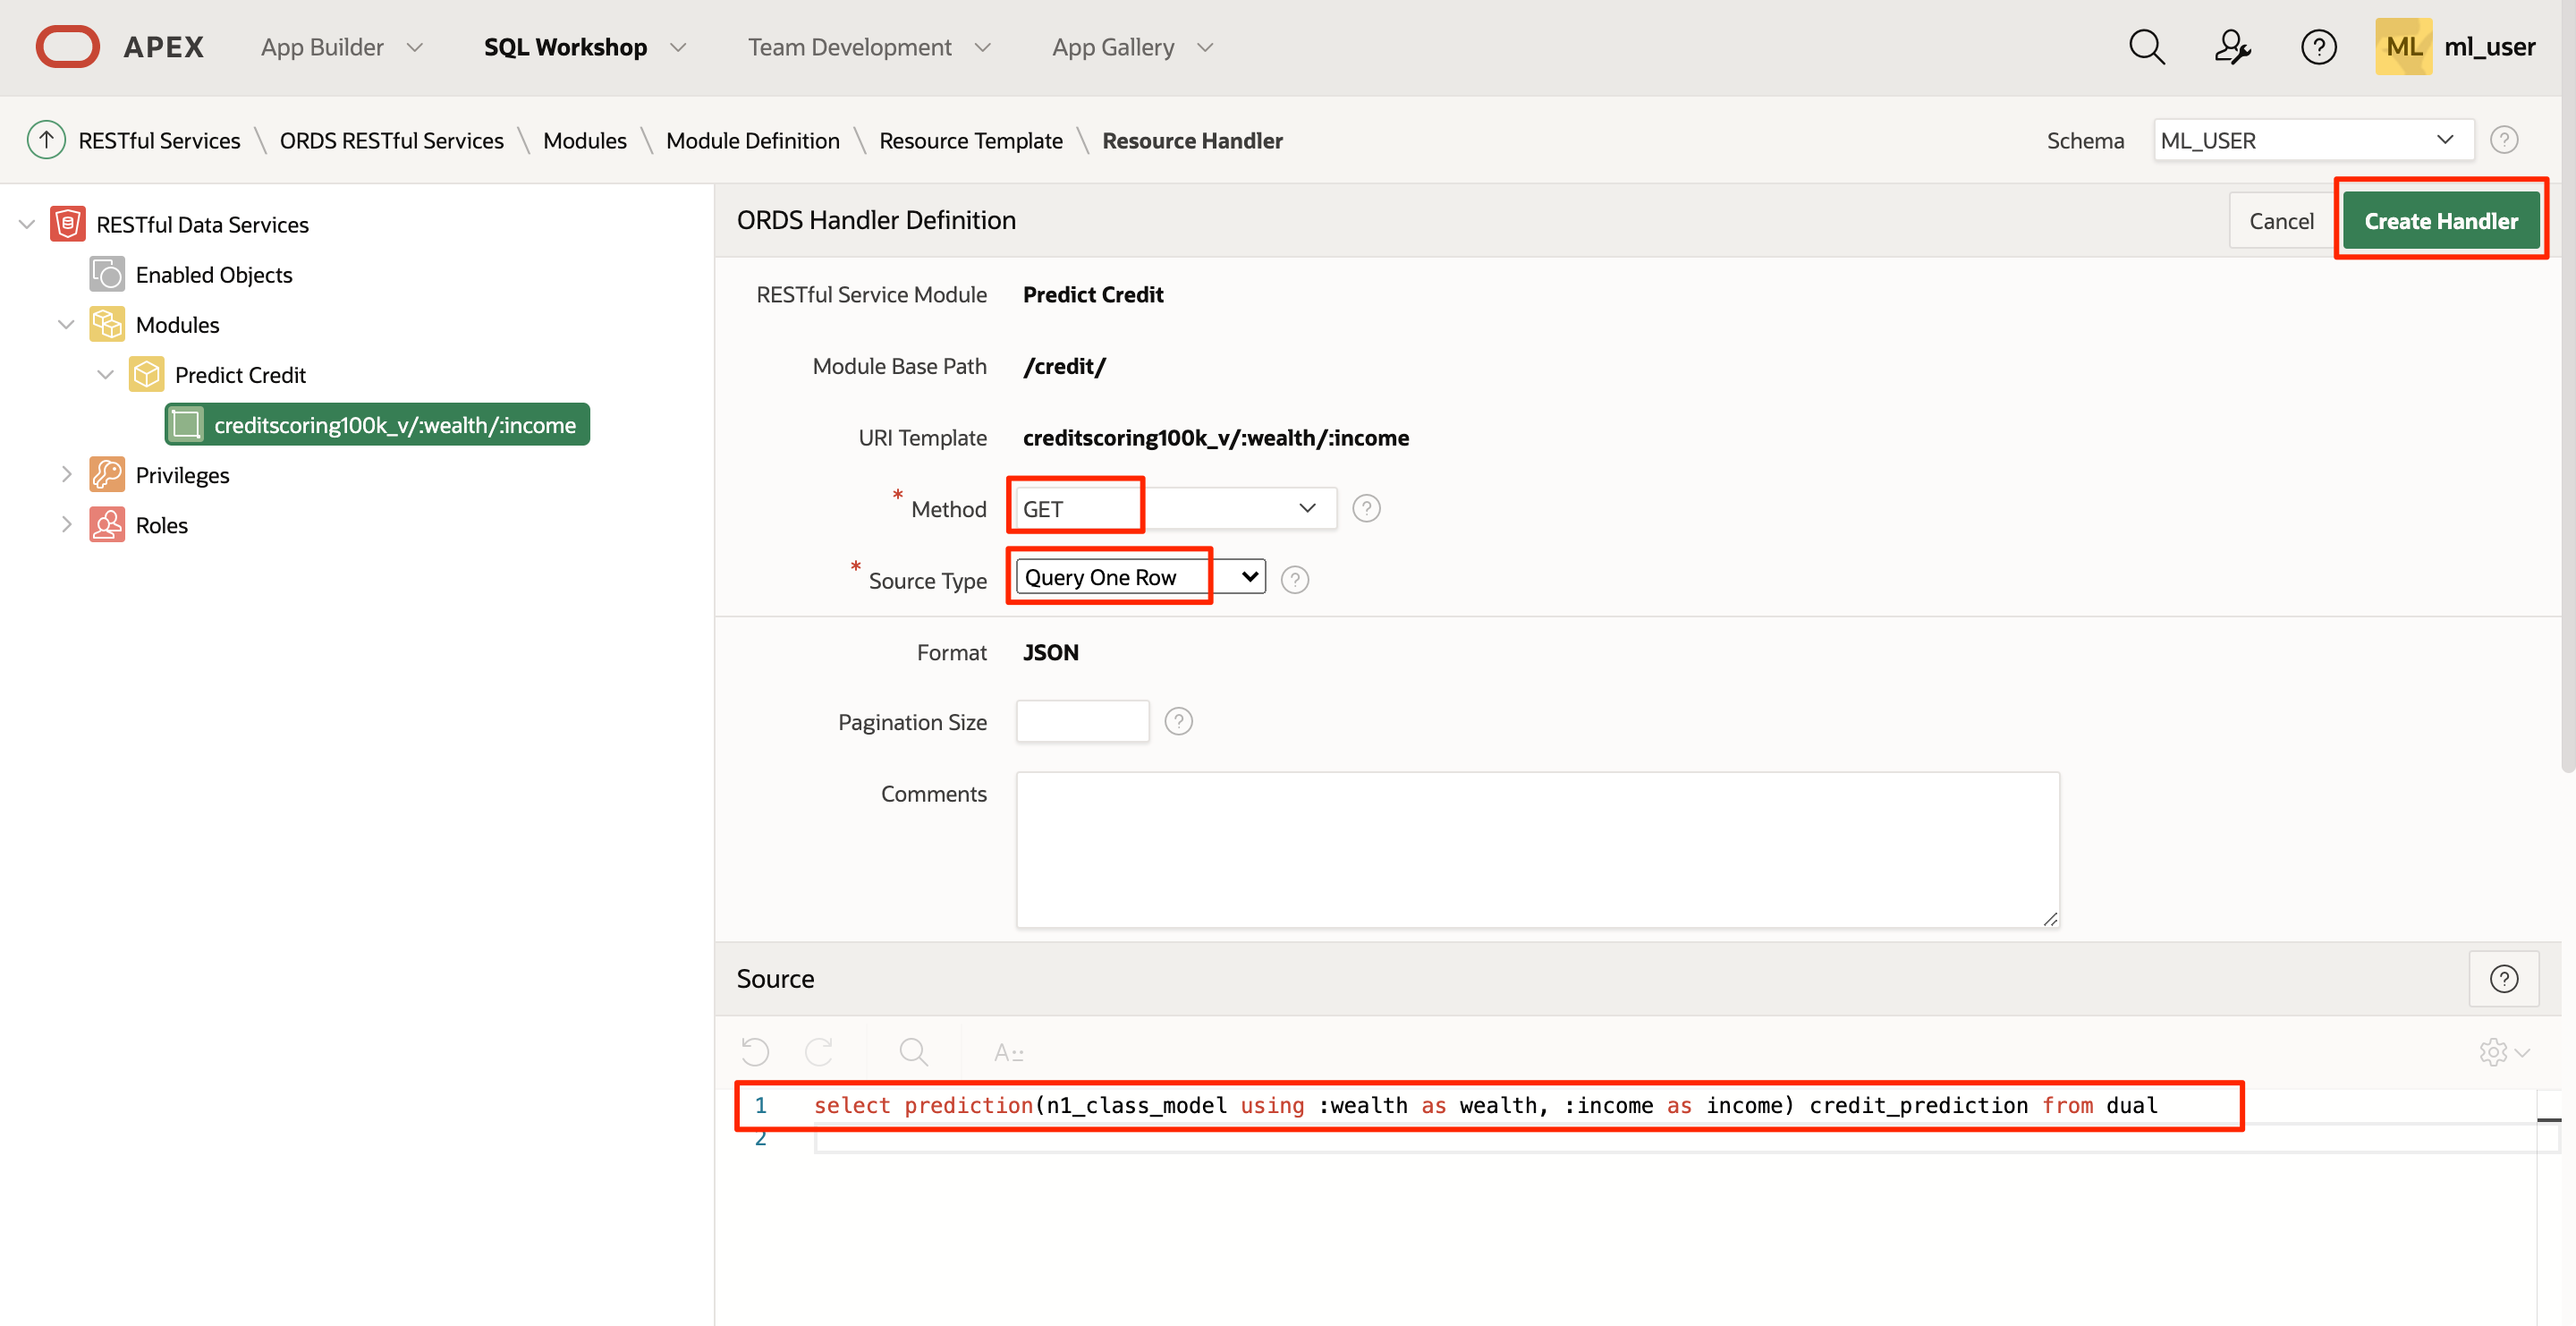 APEX App Builder SQL Workshop Team Development App Gallery ML ml_user
RESTful Services \ ORDS RESTful Services \ Modules \ Module Definition \ Resource Template \ Resource Handler Schema ML_USER
RESTful Data Services
Enabled Objects
Modules
Predict Credit
creditscoring100k_v/:wealth/:income
Privileges
Roles
ORDS Handler Definition Cancel Create Handler
RESTful Service Module Predict Credit
Module Base Path /credit/
URI Template creditscoring100k_v/:wealth/:income
* Method GET
* Source Type Query One Row
Format JSON
Pagination Size
Comments
Source
A::
1 select prediction(n1_class_model using :wealth as wealth, :income as income) credit_prediction from dual
2